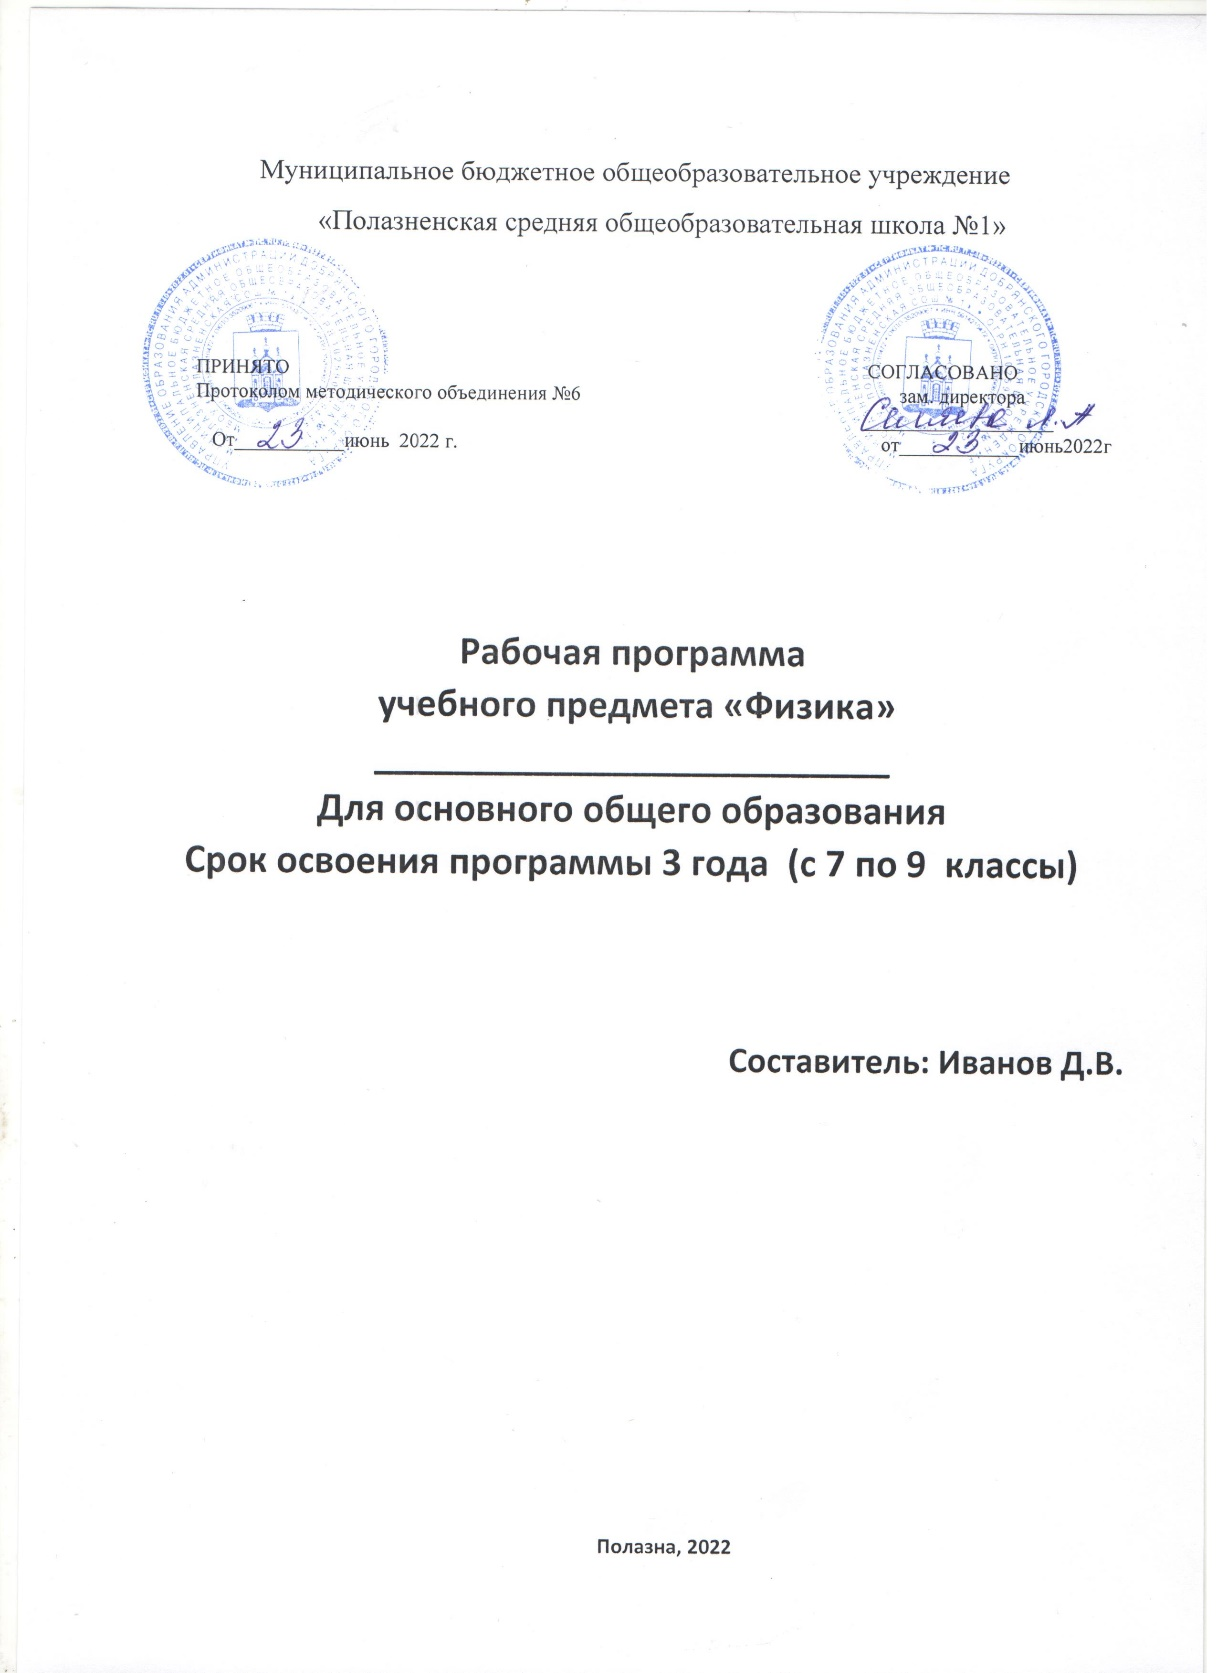 Муниципальное бюджетное общеобразовательное учреждение
«Полазненская средняя общеобразовательная школа №1»
ПРИНЯТО
Протоколом методического объединения №6
От 23 июнь 2022 г.
СОГЛАСОВАНО
зам. директора
от 23 июнь2022г
Рабочая программа
учебного предмета «Физика»
Для основного общего образования
Срок освоения программы 3 года (с 7 по 9 классы)
Составитель: Иванов Д.В.
Полазна, 2022